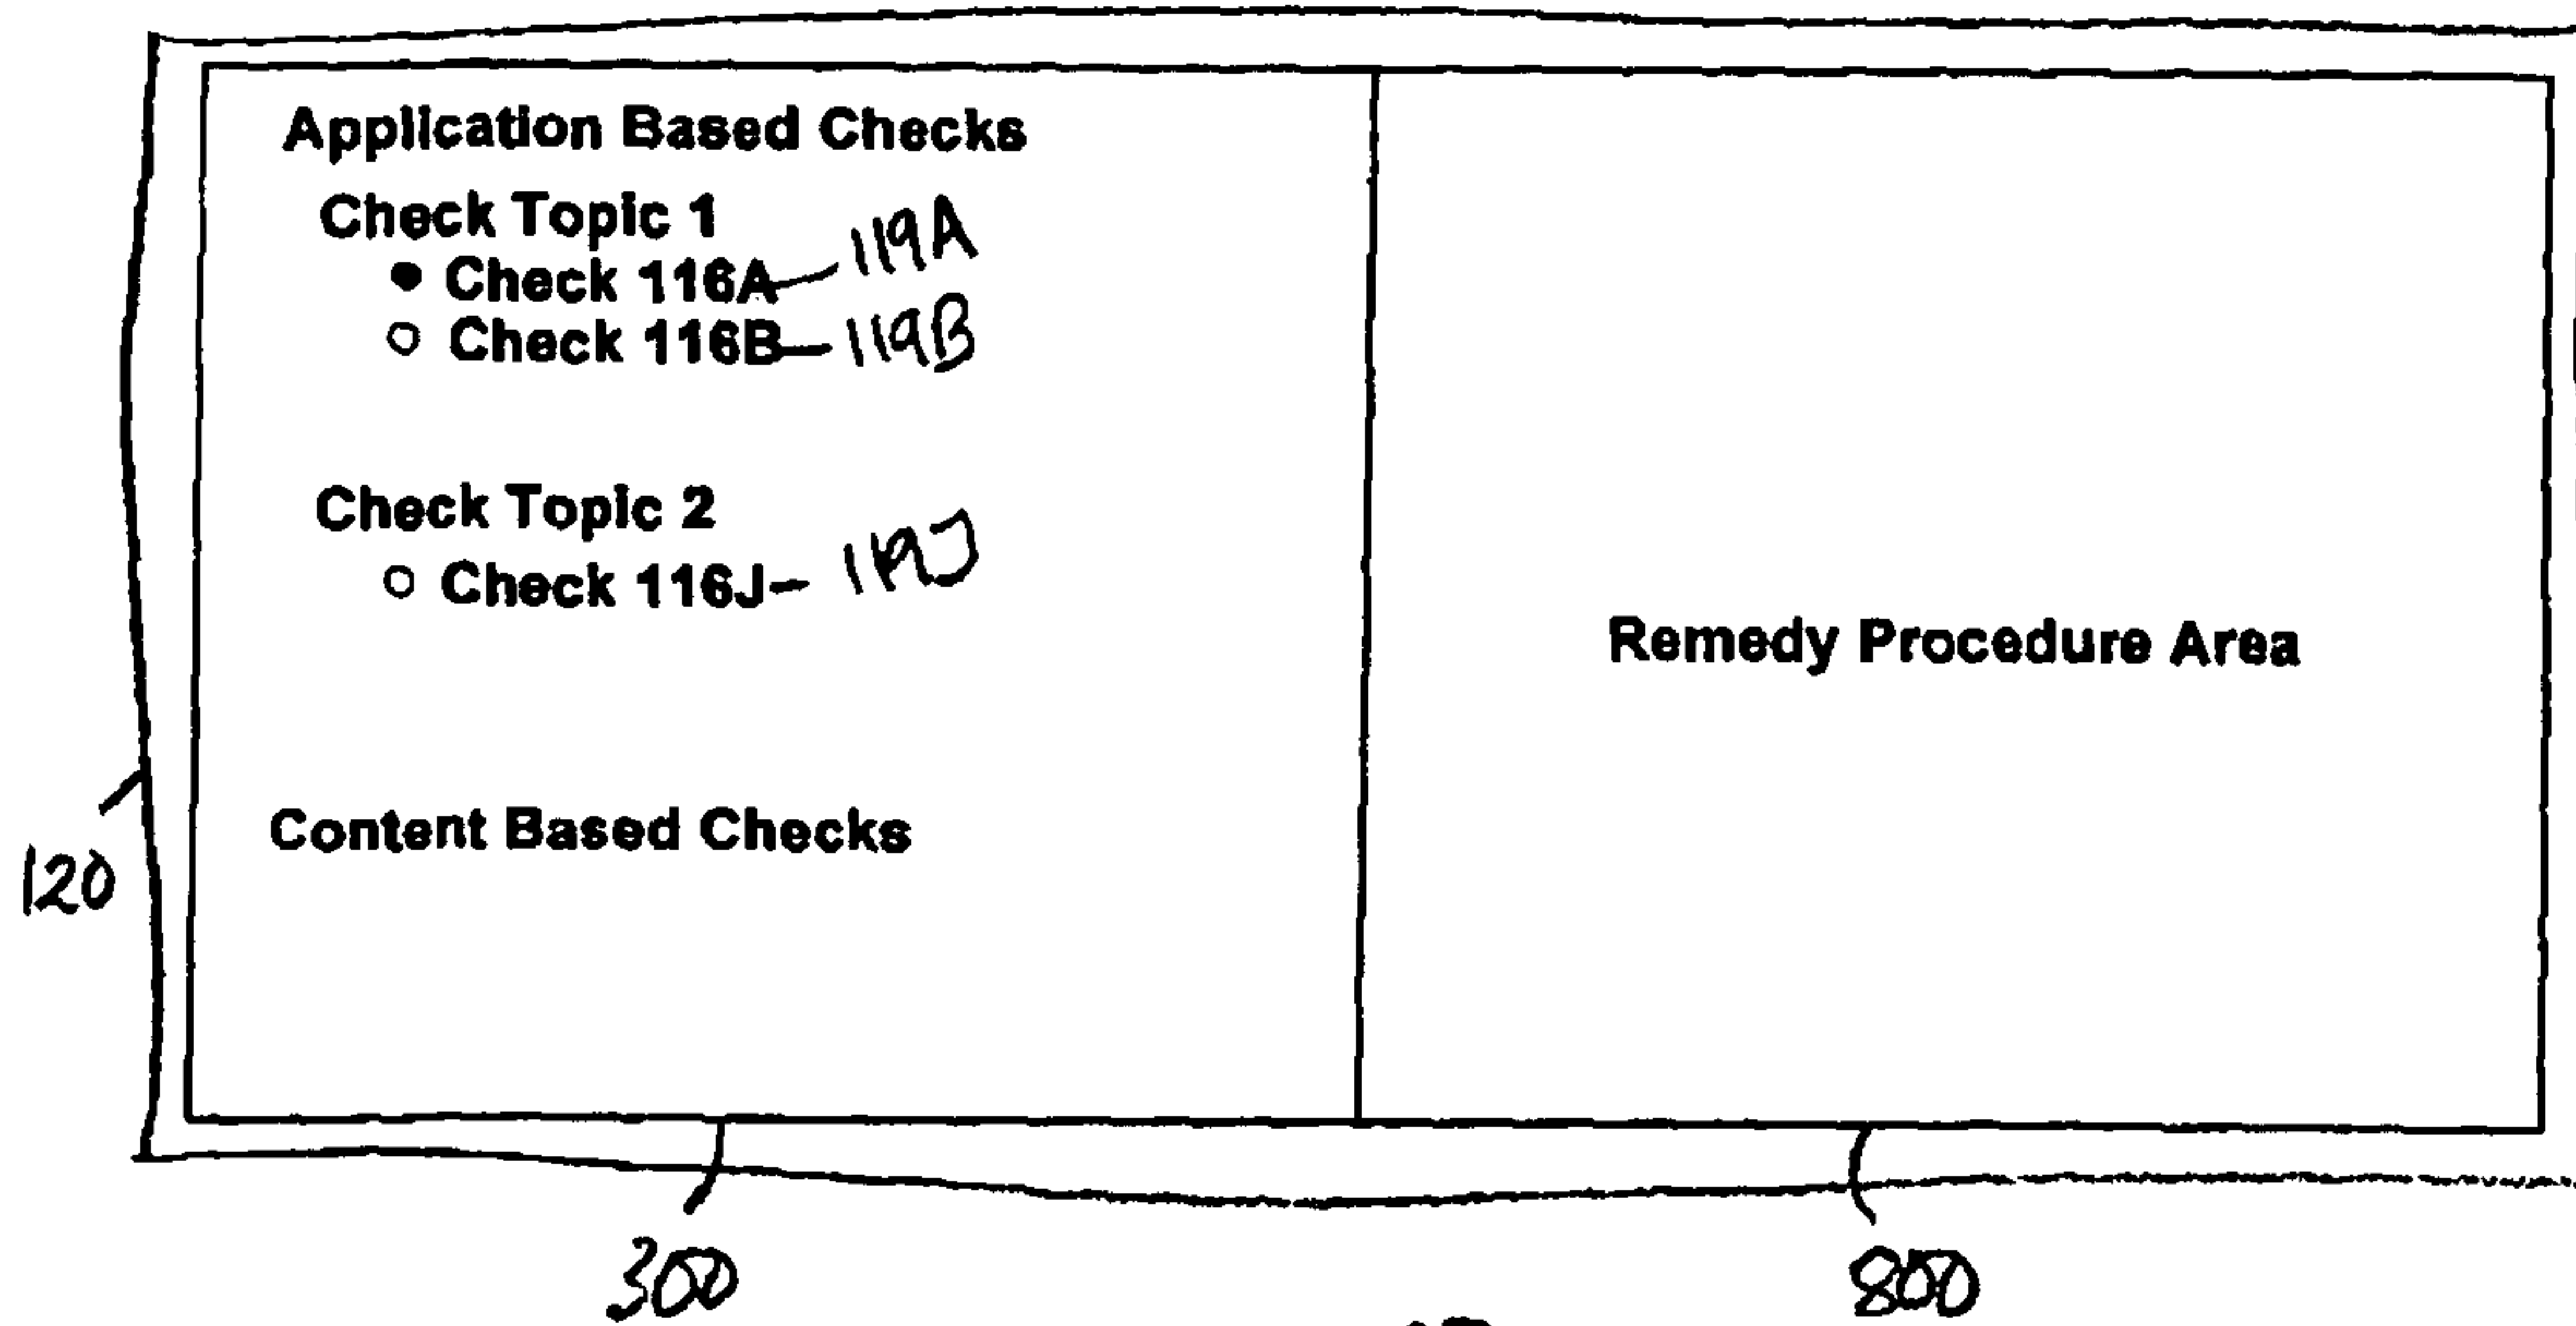 Application Based Checks
Check Topic 1
Check 116A 119A
Check 116B 119B
Check Topic 2
Check 116J 119J
Remedy Procedure Area
Content Based Checks
120
300 800